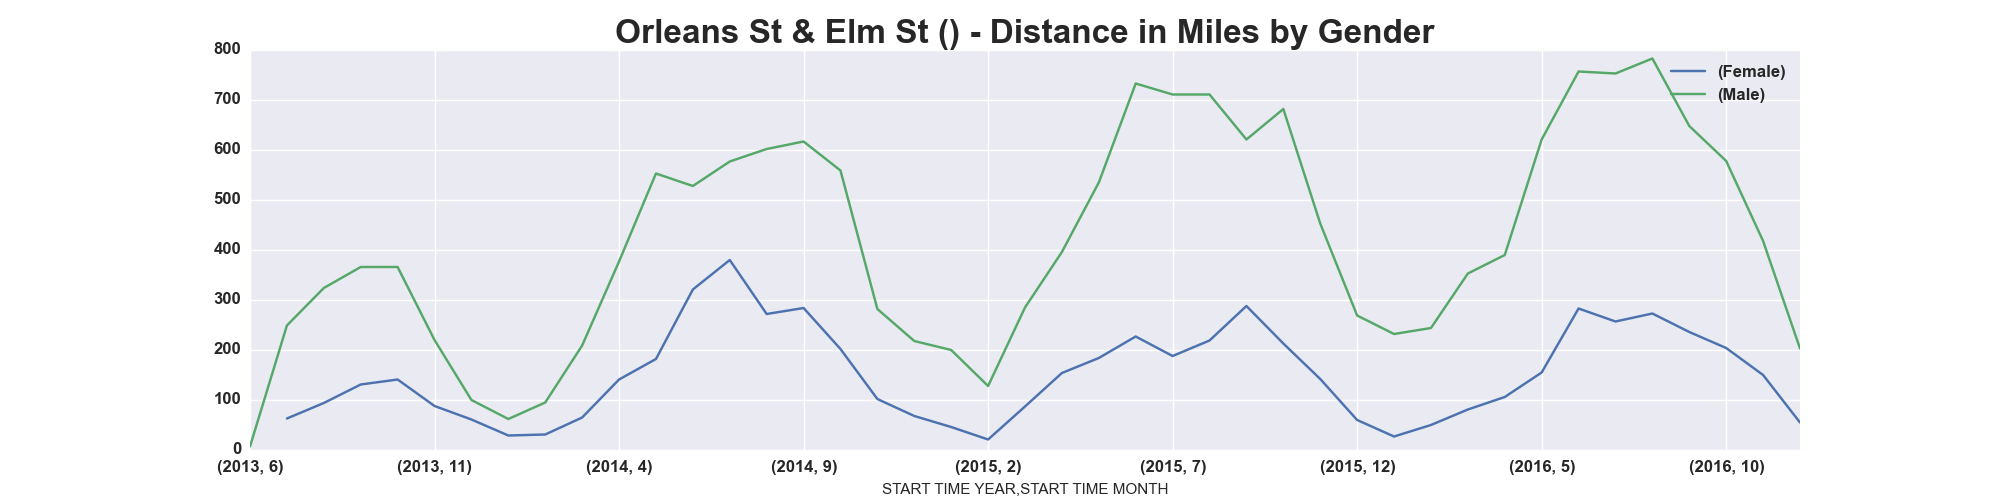 Orleans St & Elm St () - Distance in Miles by Gender
800
700
600
500
400
300
200
100
0
(Female)
(Male)
(2013, 6) (2013, 11) (2014, 4) (2014, 9) (2015, 2) (2015, 7) (2015, 12) (2016, 5) (2016, 10)
START TIME YEAR,START TIME MONTH